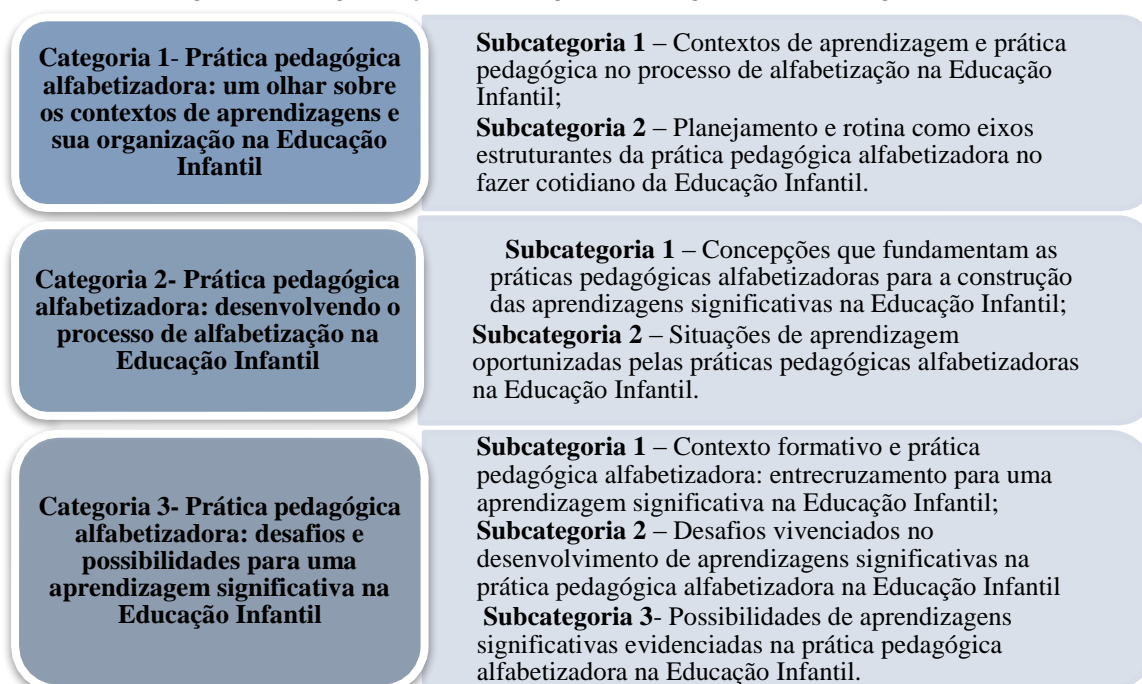 Categoria 1- Prática pedagógica
alfabetizadora: um olhar sobre
os contextos de aprendizagens e
sua organização na Educação
Infantil
Subcategoria 1 – Contextos de aprendizagem e prática
pedagógica no processo de alfabetização na Educação
Infantil;
Subcategoria 2 – Planejamento e rotina como eixos
estruturantes da prática pedagógica alfabetizadora no
fazer cotidiano da Educação Infantil.
Categoria 2- Prática pedagógica
alfabetizadora: desenvolvendo o
processo de alfabetização na
Educação Infantil
Subcategoria 1 – Concepções que fundamentam as
práticas pedagógicas alfabetizadoras para a construção
das aprendizagens significativas na Educação Infantil;
Subcategoria 2 – Situações de aprendizagem
oportunizadas pelas práticas pedagógicas alfabetizadoras
na Educação Infantil.
Categoria 3- Prática pedagógica
alfabetizadora: desafios e
possibilidades para uma
aprendizagem significativa na
Educação Infantil
Subcategoria 1 – Contexto formativo e prática
pedagógica alfabetizadora: entrecruzamento para uma
aprendizagem significativa na Educação Infantil;
Subcategoria 2 – Desafios vivenciados no
desenvolvimento de aprendizagens significativas na
prática pedagógica alfabetizadora na Educação Infantil
Subcategoria 3- Possibilidades de aprendizagens
significativas evidenciadas na prática pedagógica
alfabetizadora na Educação Infantil.